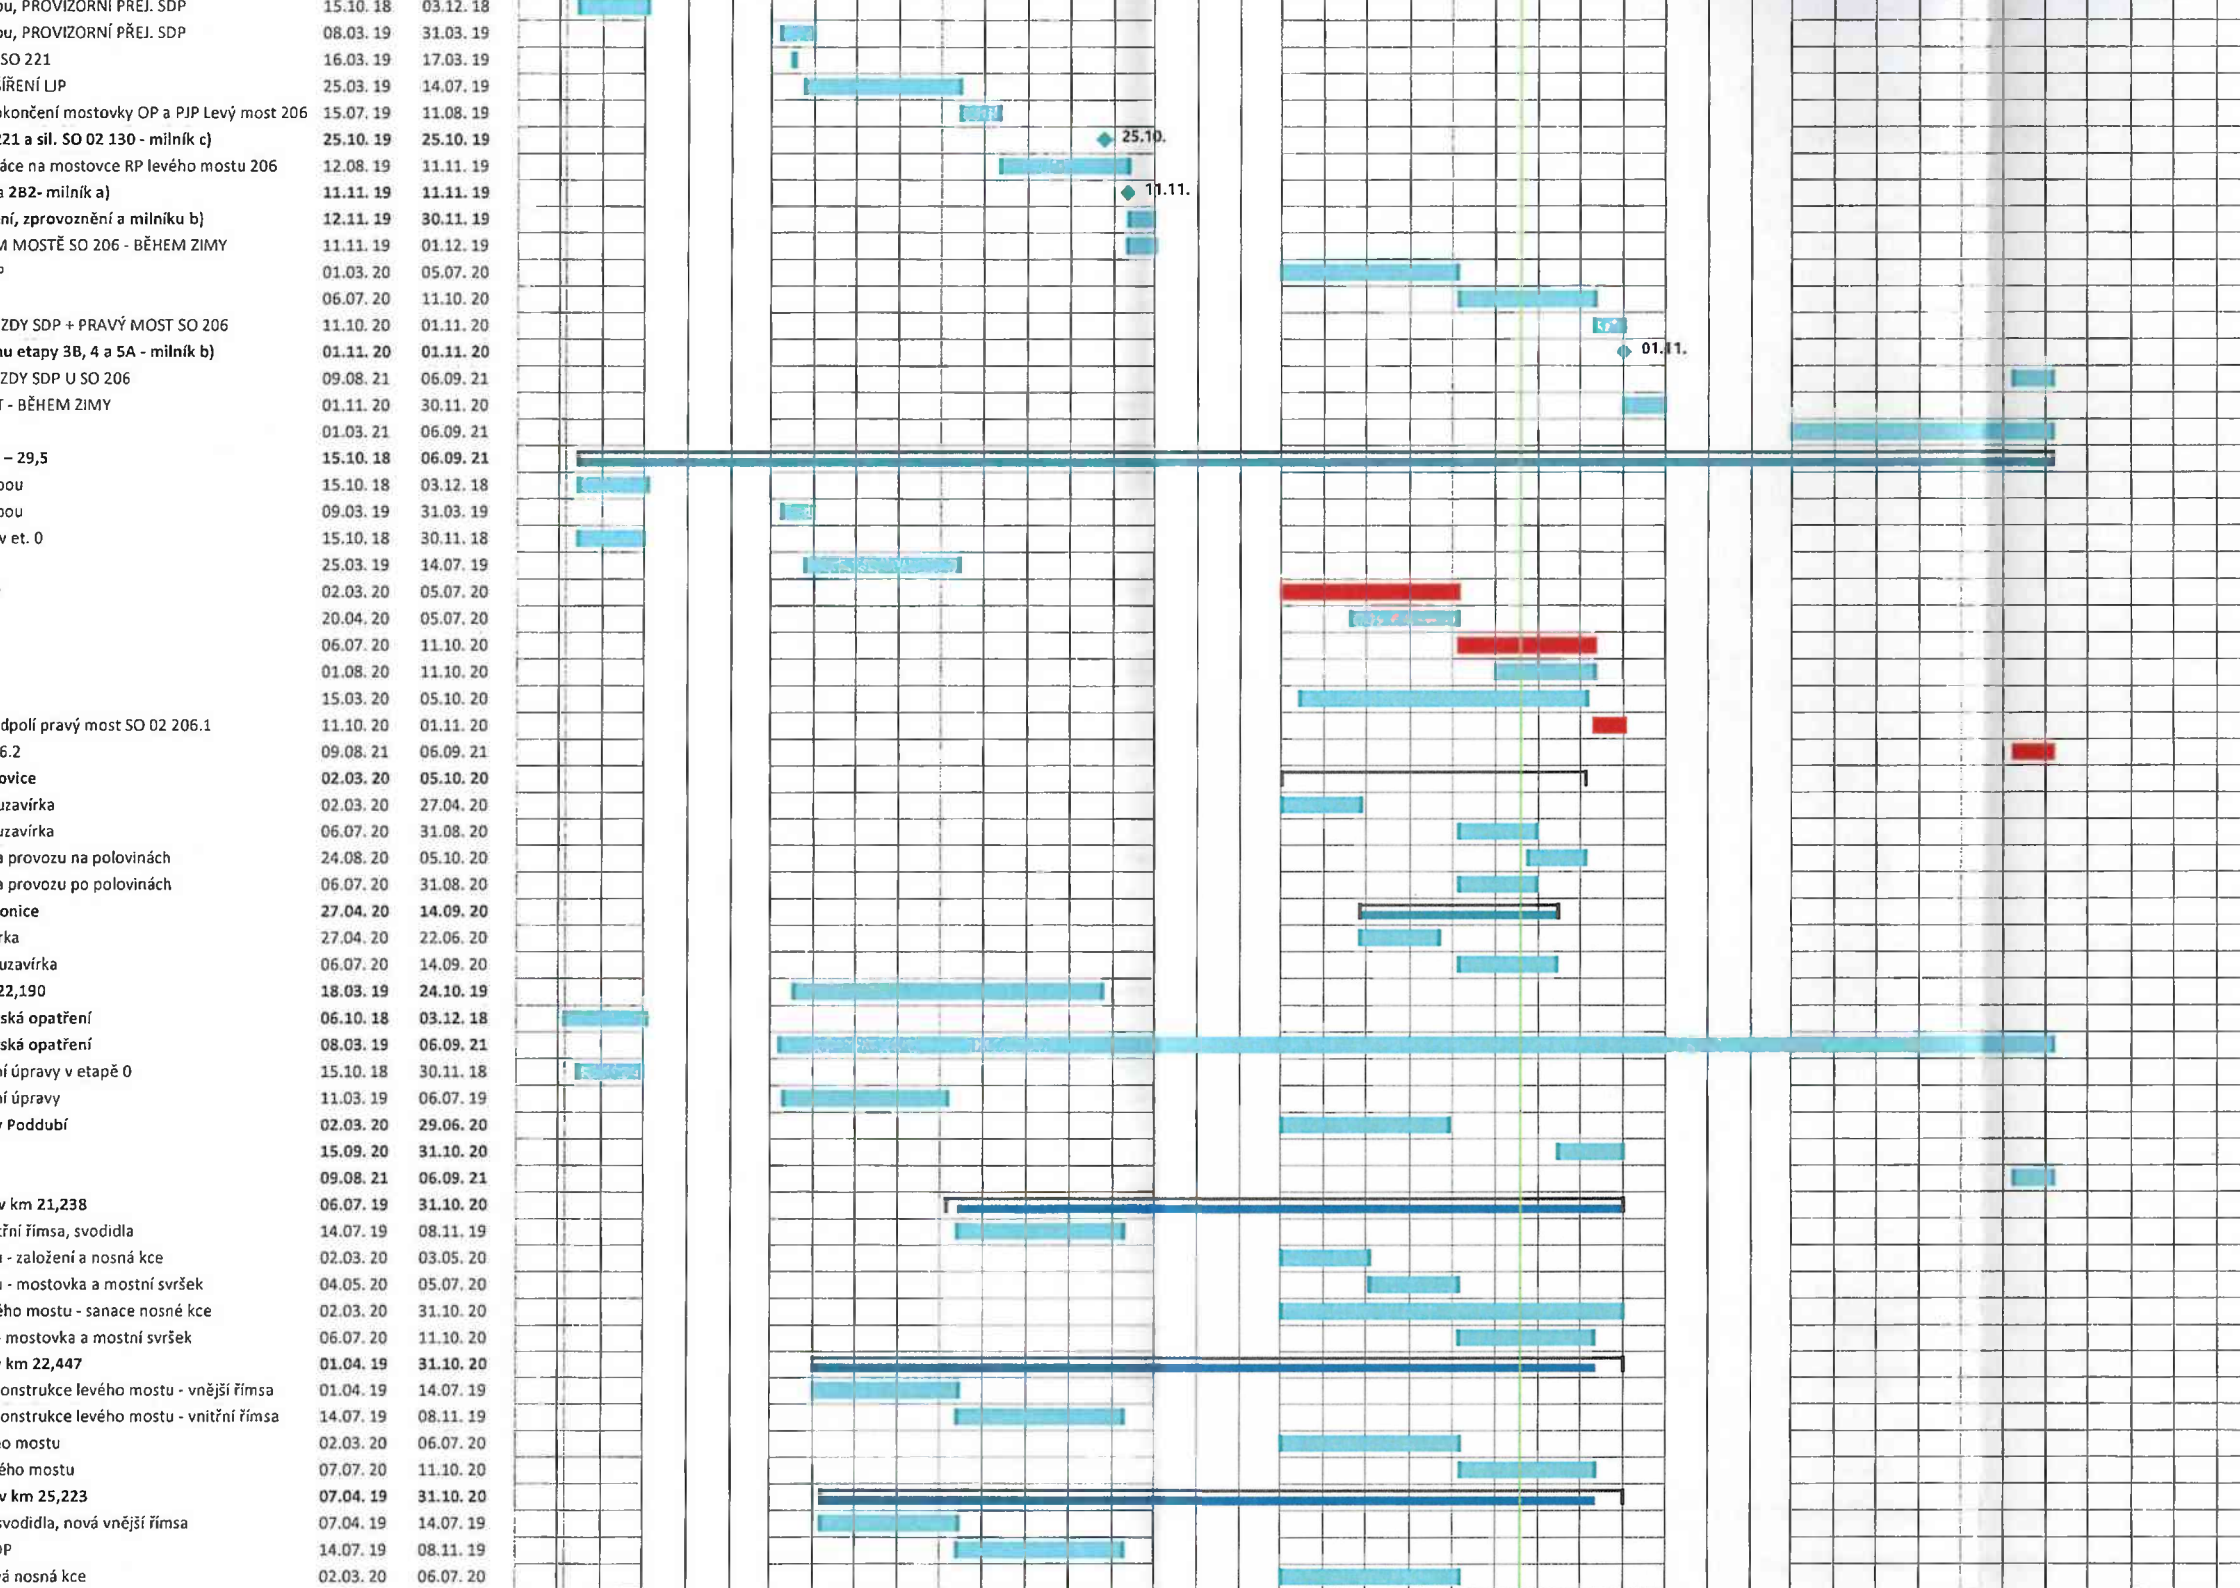 ou, PROVIZORNÍ PŘEJ. SDP 15.10. 18 03.12. 18
ou, PROVIZORNÍ PŘEJ. SDP 08.03. 19 31.03. 19
SO 221 16.03. 19 17.03. 19
ŠÍŘENÍ LJP 25.03. 19 14.07. 19
okončení mostovky OP a PJP Levý most 206 15.07. 19 11.08. 19
221 a sil. SO 02 130 - milník c) 25.10. 19 25.10. 19 25.10.
áce na mostovce RP levého mostu 206 12.08. 19 11.11. 19
a 2B2- milník a) 11.11. 19 11.11. 19 11.11.
ení, zprovoznění a milníku b) 12.11. 19 30.11. 19
M MOSTĚ SO 206 - BĚHEM ZIMY 11.11. 19 01.12. 19
P 01.03. 20 05.07. 20
06.07. 20 11.10. 20
ZDY SDP + PRAVÝ MOST SO 206 11.10. 20 01.11. 20
nu etapy 3B, 4 a 5A - milník b) 01.11. 20 01.11. 20 01.11.
ZDY SDP U SO 206 09.08. 21 06.09. 21
T - BĚHEM ZIMY 01.11. 20 30.11. 20
01.03. 21 06.09. 21
– 29,5 15.10. 18 06.09. 21
bou 15.10. 18 03.12. 18
bou 09.03. 19 31.03. 19
v et. 0 15.10. 18 30.11. 18
25.03. 19 14.07. 19
02.03. 20 05.07. 20
20.04. 20 05.07. 20
06.07. 20 11.10. 20
01.08. 20 11.10. 20
15.03. 20 05.10. 20
dpolí pravý most SO 02 206.1 11.10. 20 01.11. 20
6.2 09.08. 21 06.09. 21
ovice 02.03. 20 05.10. 20
uzavírka 02.03. 20 27.04. 20
uzavírka 06.07. 20 31.08. 20
a provozu na polovinách 24.08. 20 05.10. 20
a provozu po polovinách 06.07. 20 31.08. 20
onice 27.04. 20 14.09. 20
rka 27.04. 20 22.06. 20
uzavírka 06.07. 20 14.09. 20
22,190 18.03. 19 24.10. 19
ská opatření 06.10. 18 03.12. 18
ská opatření 08.03. 19 06.09. 21
ní úpravy v etapě 0 15.10. 18 30.11. 18
ní úpravy 11.03. 19 06.07. 19
v Poddubí 02.03. 20 29.06. 20
15.09. 20 31.10. 20
09.08. 21 06.09. 21
v km 21,238 06.07. 19 31.10. 20
třní římsa, svodidla 14.07. 19 08.11. 19
u - založení a nosná kce 02.03. 20 03.05. 20
u - mostovka a mostní svršek 04.05. 20 05.07. 20
ého mostu - sanace nosné kce 02.03. 20 31.10. 20
- mostovka a mostní svršek 06.07. 20 11.10. 20
v km 22,447 01.04. 19 31.10. 20
onstrukce levého mostu - vnější římsa 01.04. 19 14.07. 19
onstrukce levého mostu - vnitřní římsa 14.07. 19 08.11. 19
o mostu 02.03. 20 06.07. 20
ého mostu 07.07. 20 11.10. 20
v km 25,223 07.04. 19 31.10. 20
svodidla, nová vnější římsa 07.04. 19 14.07. 19
OP 14.07. 19 08.11. 19
vá nosná kce 02.03. 20 06.07. 20